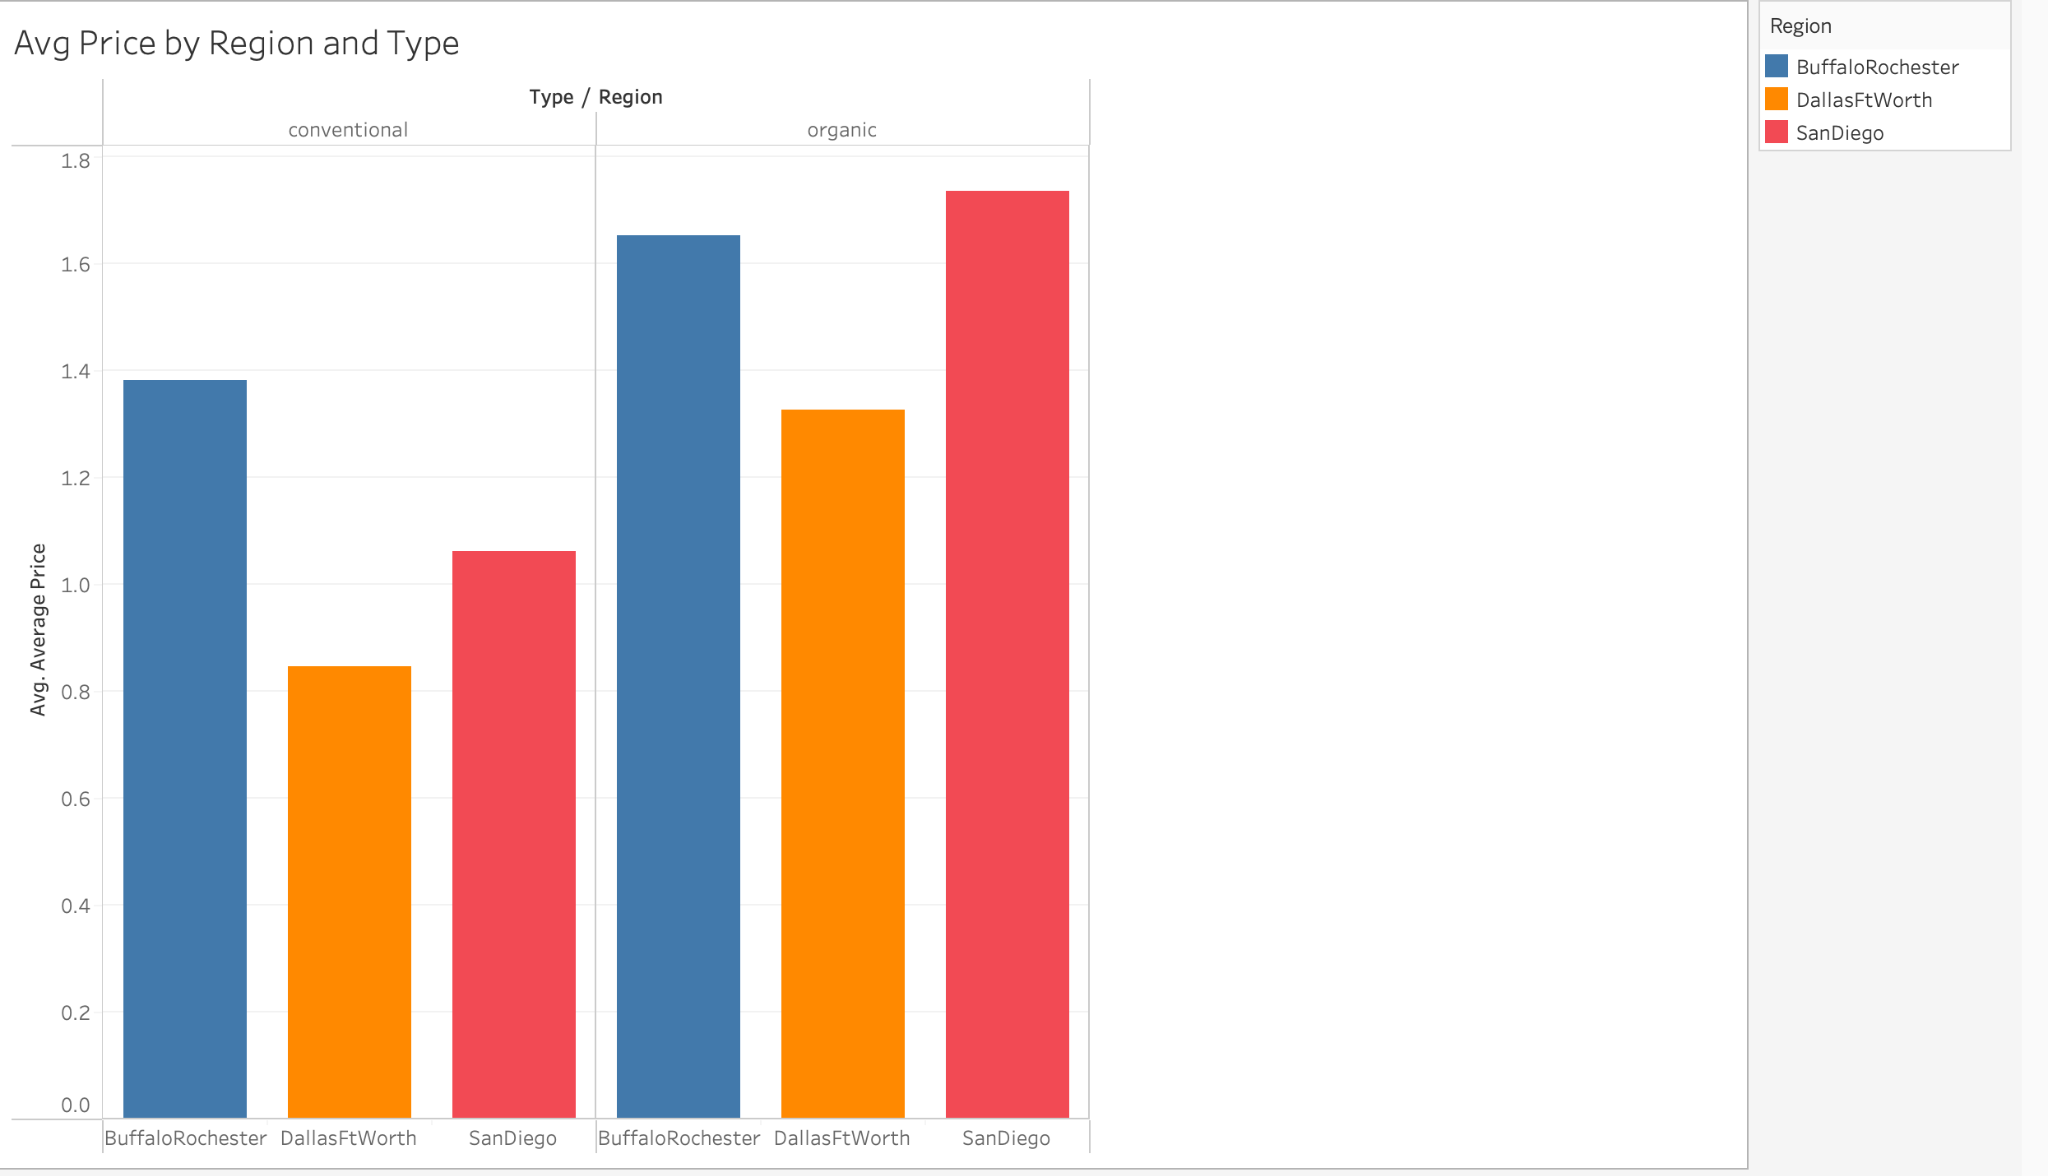 Avg Price by Region and Type
Type / Region
conventional organic
1.8
1.6
1.4
1.2
1.0
0.8
0.6
0.4
0.2
0.0
Avg. Average Price
BuffaloRochester DallasFtWorth SanDiego BuffaloRochester DallasFtWorth SanDiego
Region
BuffaloRochester
DallasFtWorth
SanDiego